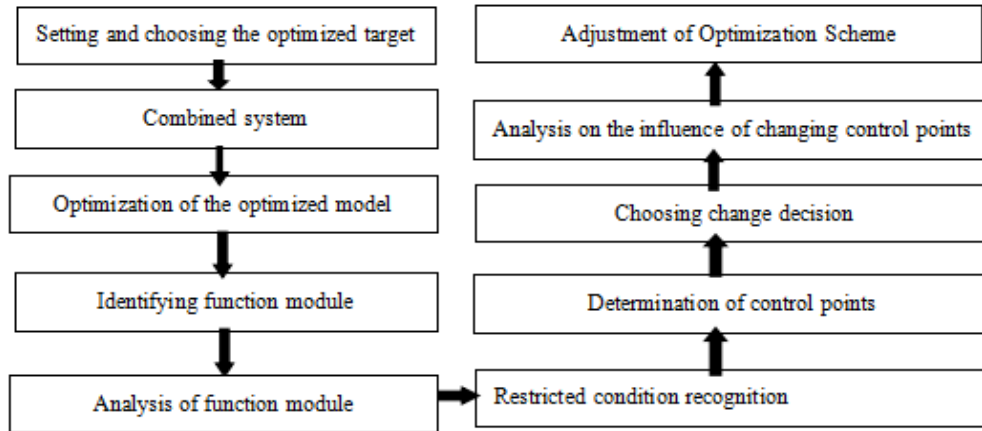 Setting and choosing the optimized target
Combined system
Optimization of the optimized model
Identifying function module
Analysis of function module
Restricted condition recognition
Determination of control points
Choosing change decision
Analysis on the influence of changing control points
Adjustment of Optimization Scheme